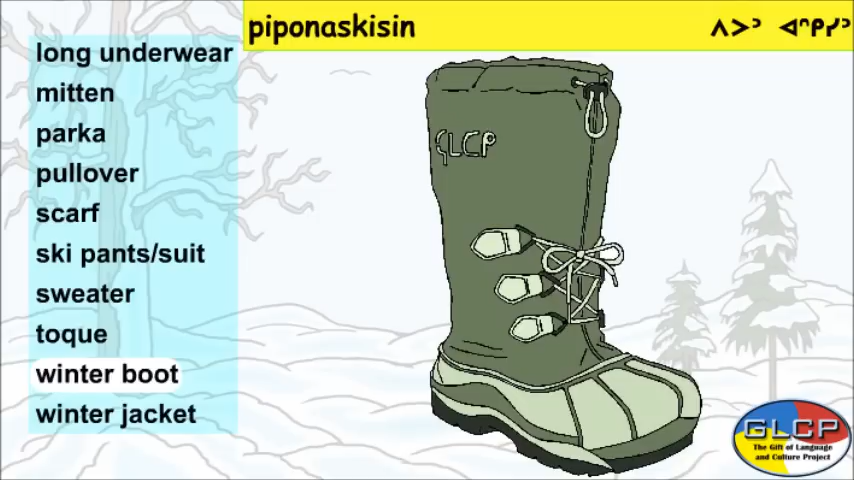 piponaskisin
ᐱᐳᐣ ᐊᐢᑭᓯᐣ
long underwear
mitten
parka
pullover
scarf
ski pants/suit
sweater
toque
winter boot
winter jacket
GLCP
GLCP
The Gift of Language
and Culture Project